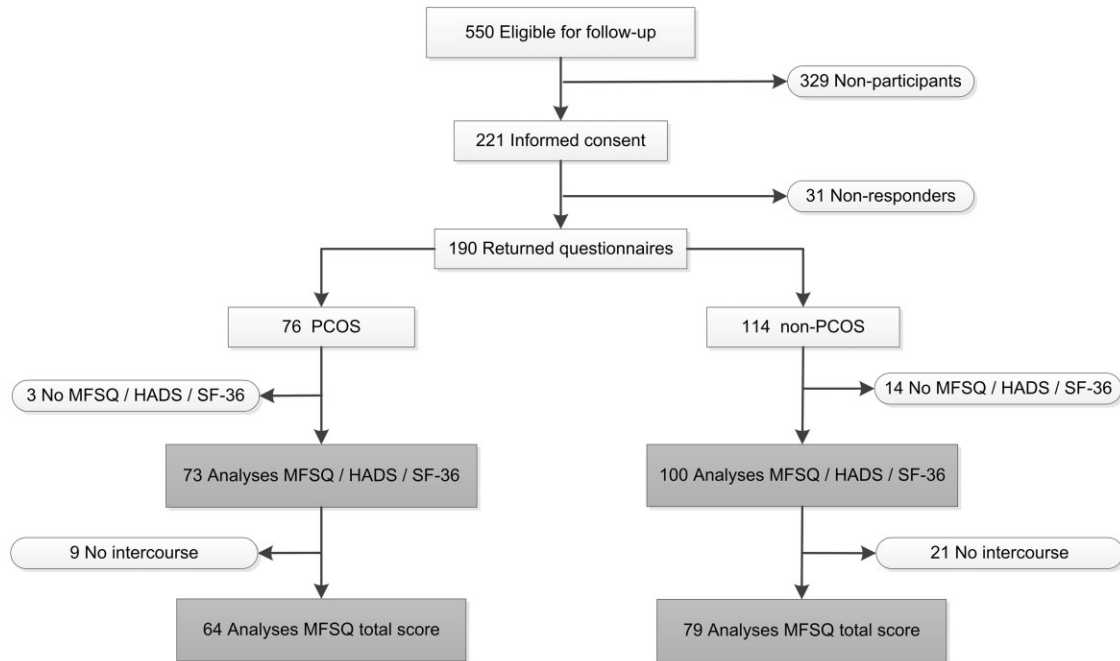 550 Eligible for follow-up
329 Non-participants
221 Informed consent
31 Non-responders
190 Returned questionnaires
76 PCOS
114 non-PCOS
3 No MFSQ / HADS / SF-36
14 No MFSQ / HADS / SF-36
73 Analyses MFSQ / HADS / SF-36
100 Analyses MFSQ / HADS / SF-36
9 No intercourse
21 No intercourse
64 Analyses MFSQ total score
79 Analyses MFSQ total score